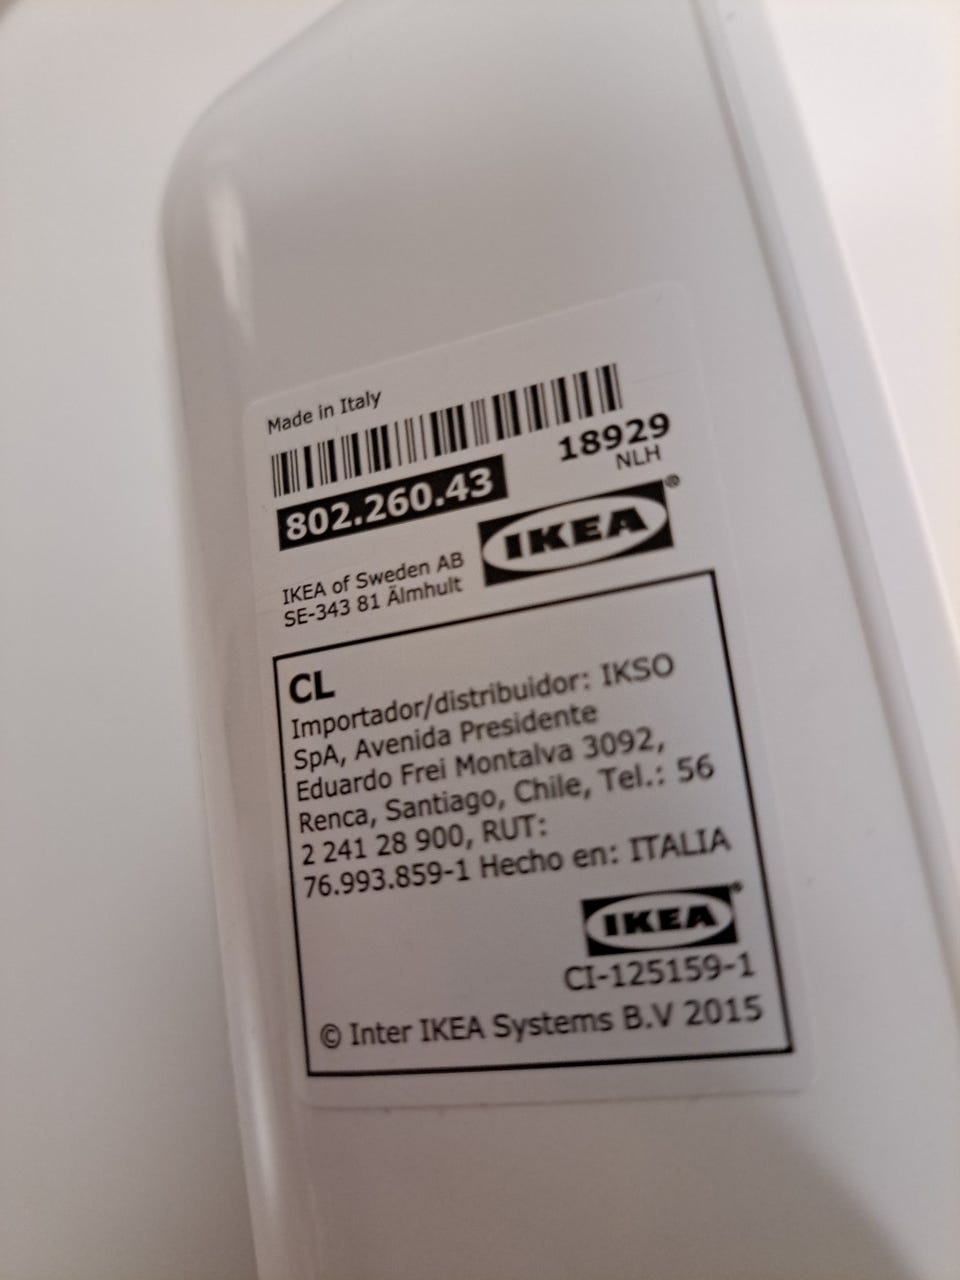 Made in Italy
802.260.43
18929
NLH
IKEA®
IKEA of Sweden AB
SE-343 81 Älmhult
CL
Importador/distribuidor: IKSO
SpA, Avenida Presidente
Eduardo Frei Montalva 3092,
Renca, Santiago, Chile, Tel.: 56
2 241 28 900, RUT:
76.993.859-1 Hecho en: ITALIA
IKEA®
CI-125159-1
© Inter IKEA Systems B.V 2015